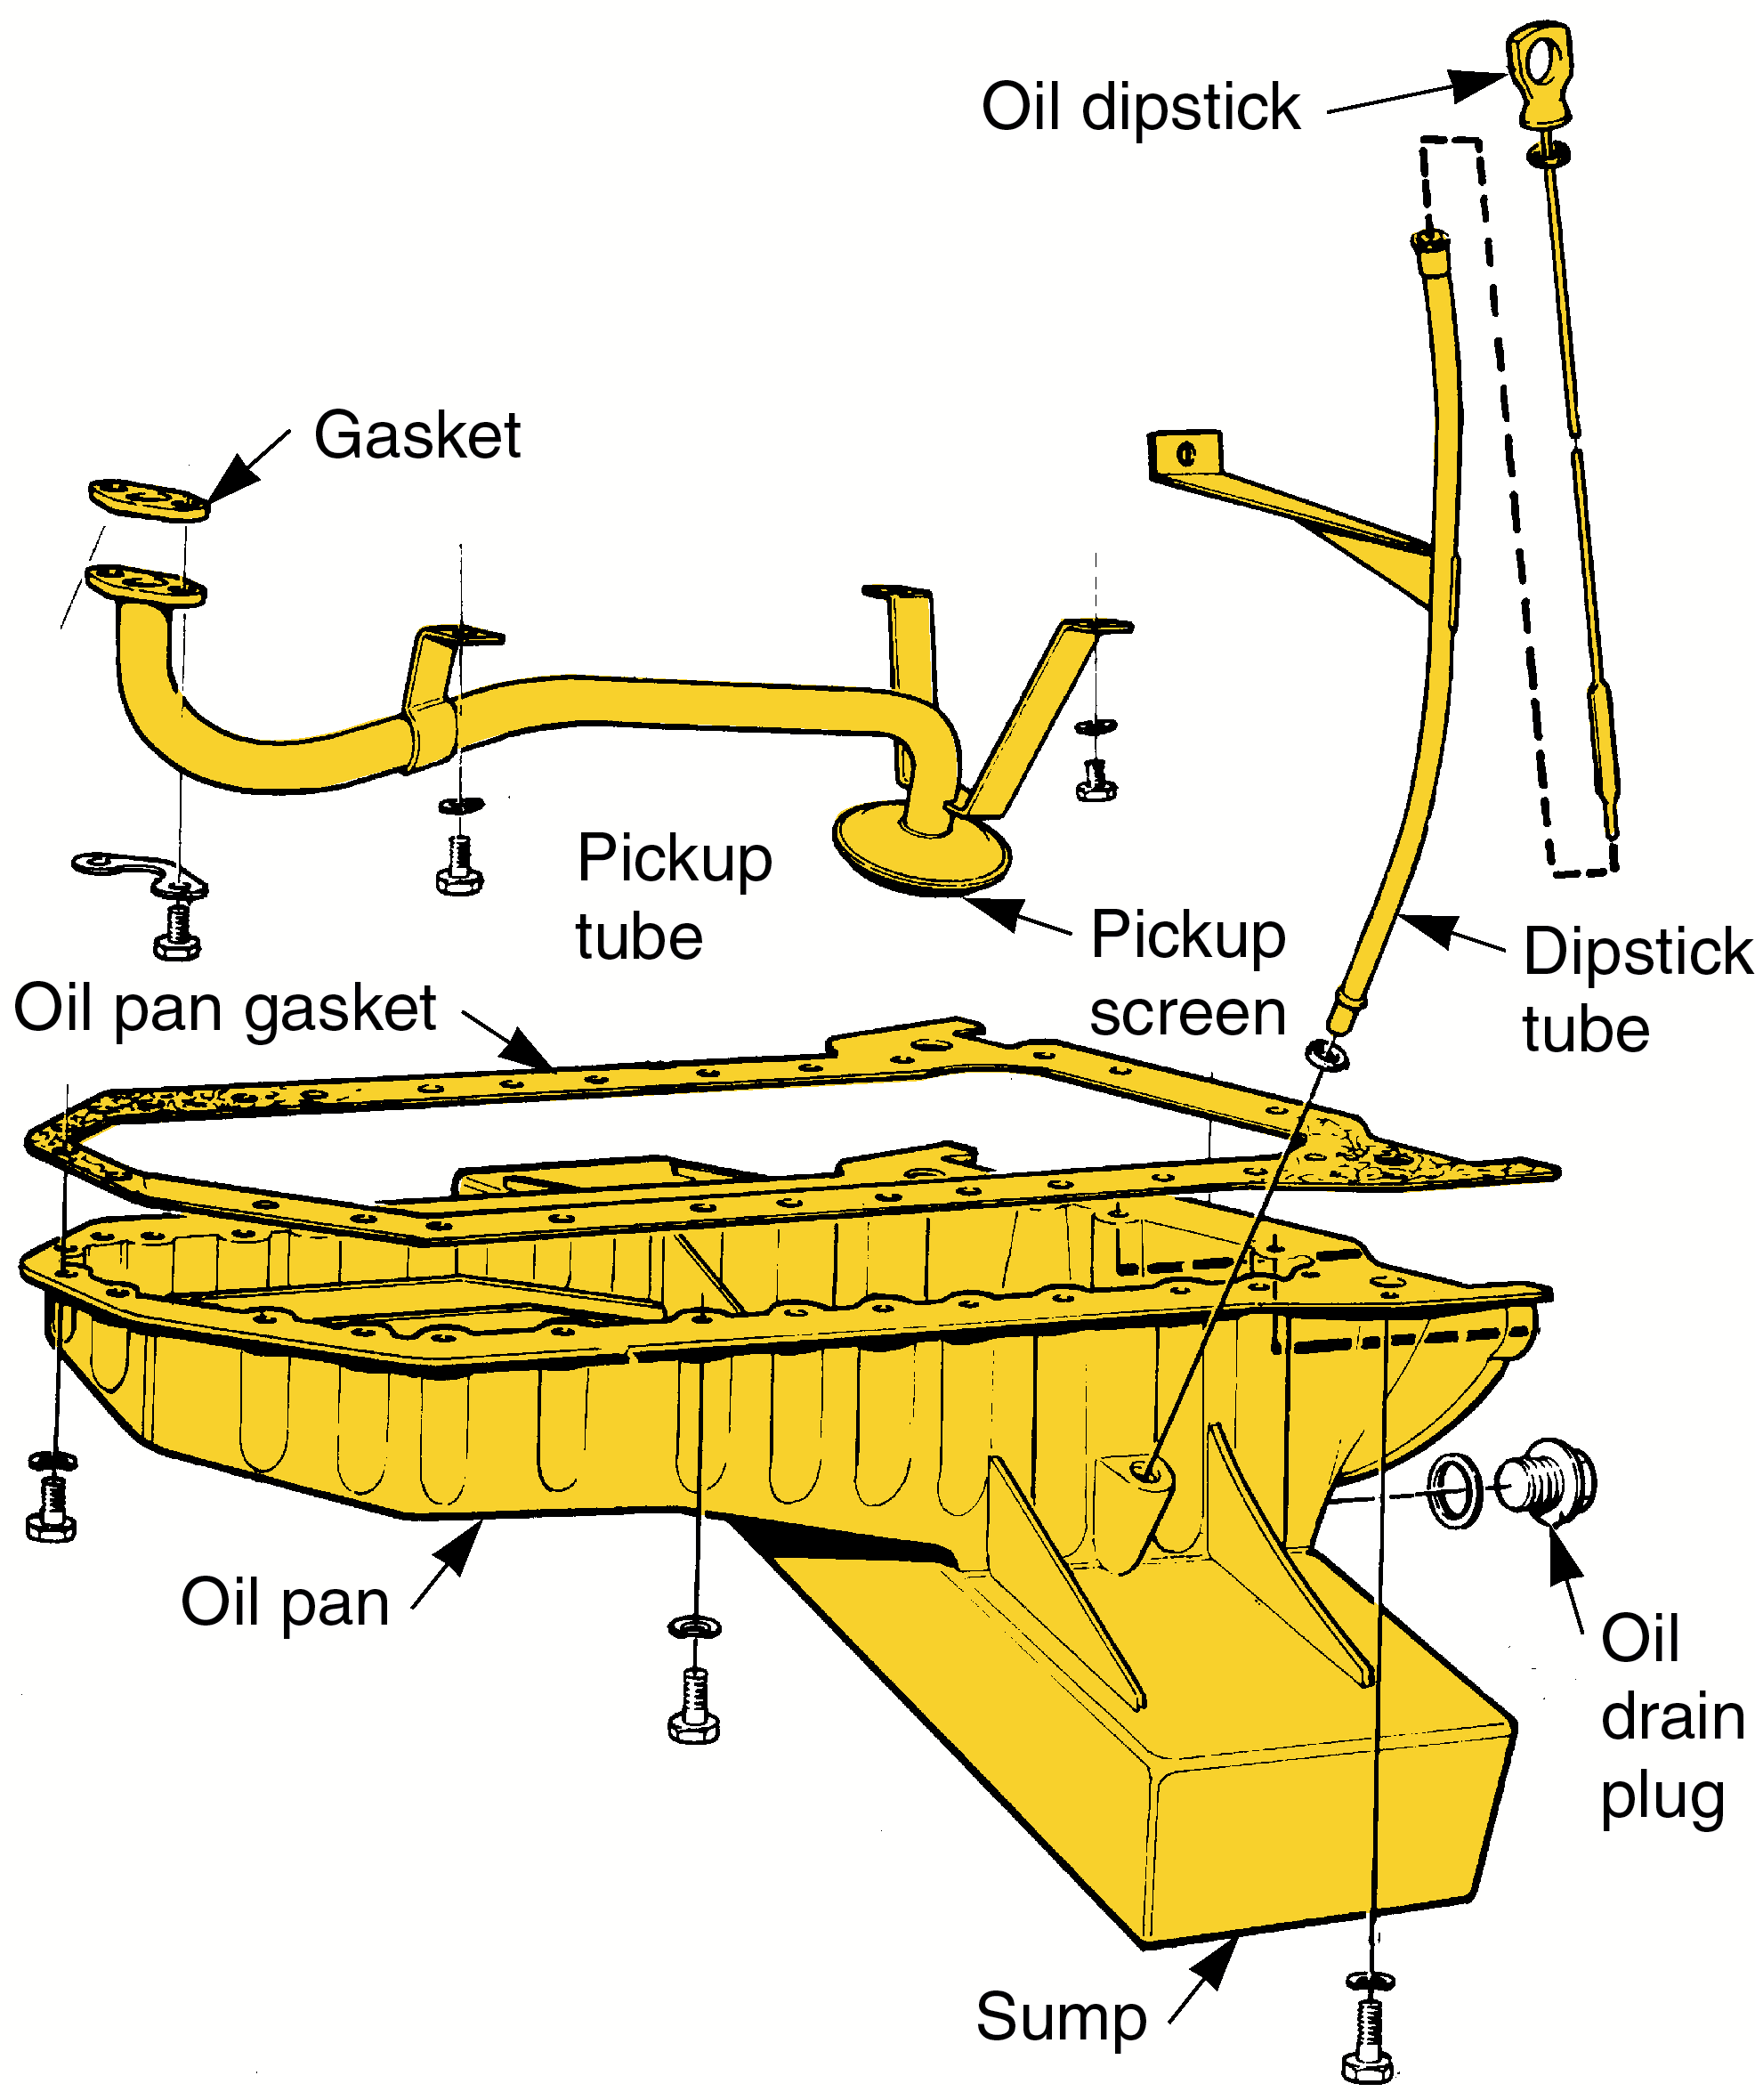 Oil dipstick
Gasket
Pickup
tube
Pickup
screen
Dipstick
tube
Oil pan gasket
Oil pan
Oil
drain
plug
Sump